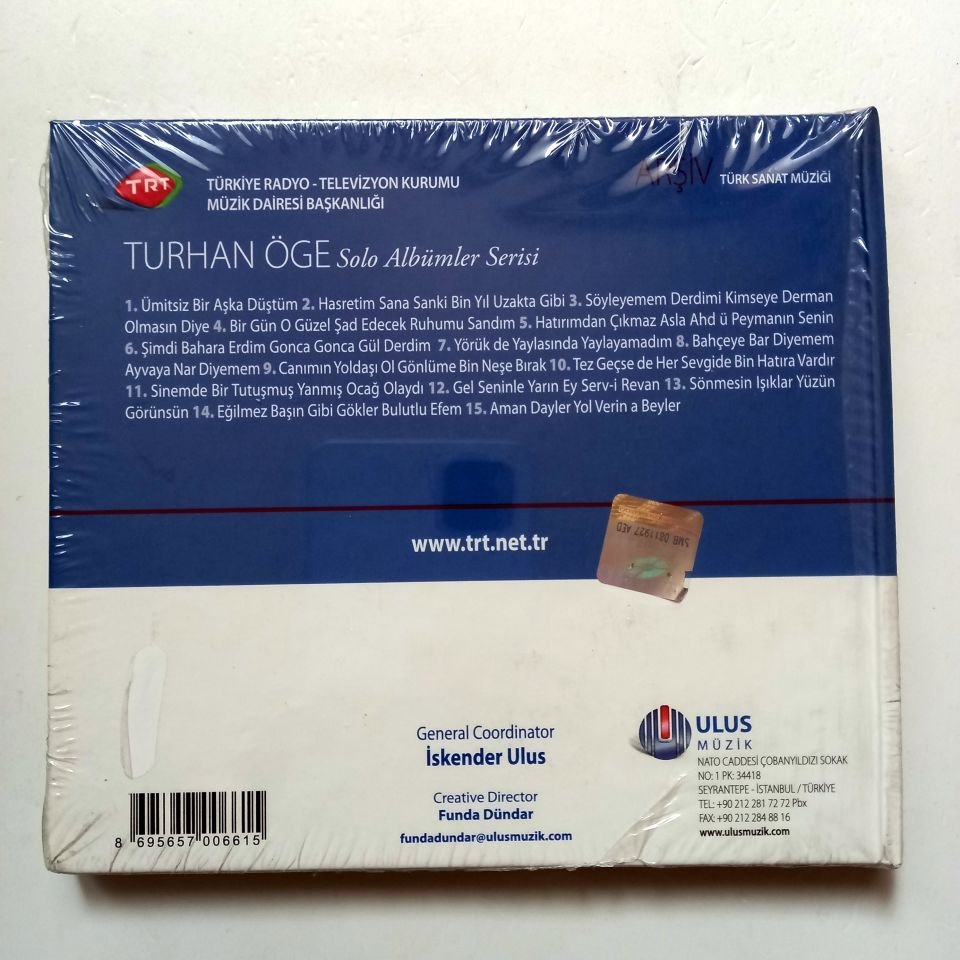 TRT
TÜRKİYE RADYO - TELEVİZYON KURUMU
MÜZİK DAİRESİ BAŞKANLIĞI
ARŞİV TÜRK SANAT MÜZİĞİ
TURHAN ÖGE Solo Albümler Serisi
1. Ümitsiz Bir Aşka Düştüm 2. Hasretim Sana Sanki Bin Yıl Uzakta Gibi 3. Söyleyemem Derdimi Kimseye Derman
Olmasın Diye 4. Bir Gün O Güzel Şad Edecek Ruhumu Sandım 5. Hatırımdan Çıkmaz Asla Ahd ü Peymanın Senin
6. Şimdi Bahara Erdim Gonca Gonca Gül Derdim 7. Yörük de Yaylasında Yaylayamadım 8. Bahçeye Bar Diyemem
Ayvaya Nar Diyemem 9. Canımın Yoldaşı Ol Gönlüme Bin Neşe Bırak 10. Tez Geçse de Her Sevgide Bin Hatıra Vardır
11. Sinemde Bir Tutuşmuş Yanmış Ocağ Olaydı 12. Gel Seninle Yarın Ey Serv-i Revan 13. Sönmesin Işıklar Yüzün
Görünsün 14. Eğilmez Başın Gibi Gökler Bulutlu Efem 15. Aman Dayler Yol Verin a Beyler
SMB 0811927 AED
www.trt.net.tr
General Coordinator
İskender Ulus
Creative Director
Funda Dündar
fundadundar@ulusmuzik.com
ULUS
MÜZİK
NATO CADDESİ ÇOBANYILDIZI SOKAK
NO: 1 PK: 34418
SEYRANTEPE - İSTANBUL / TÜRKİYE
TEL: +90 212 281 72 72 Pbx
FAX: +90 212 284 88 16
www.ulusmuzik.com
8 695657 006615